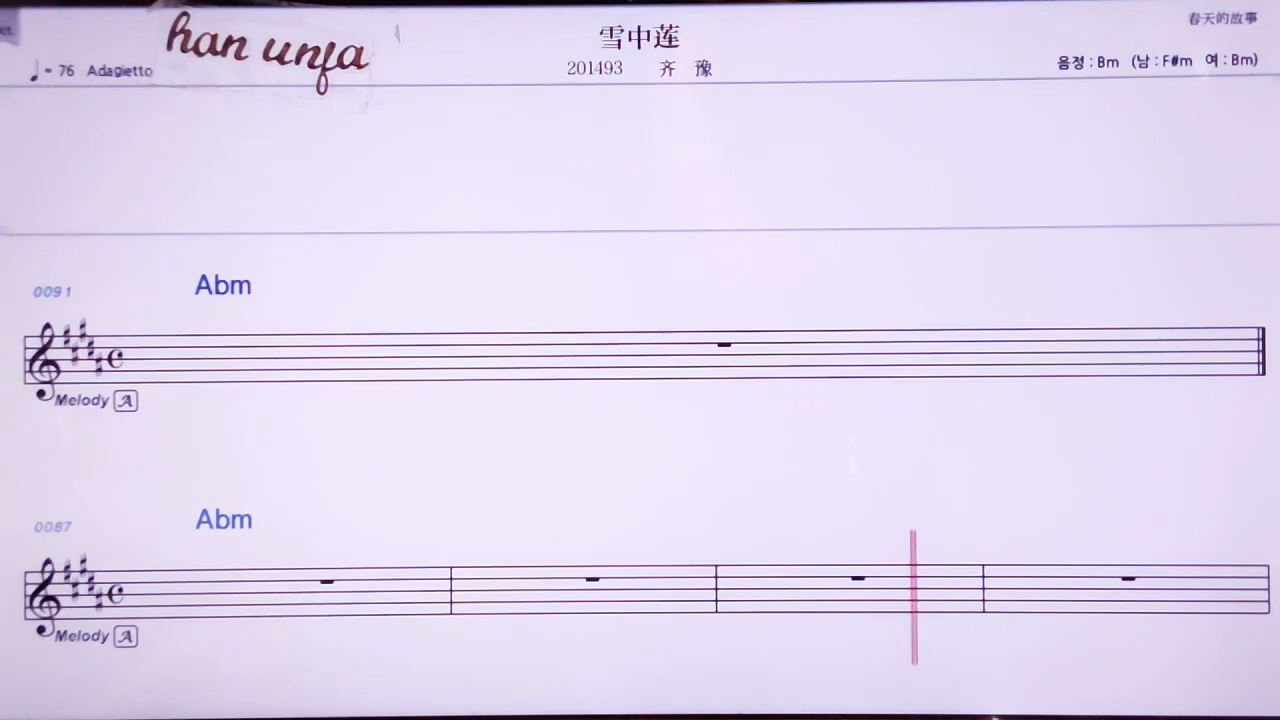 han unfa
雪中莲
春天的故事
♩= 76 Adagietto
201493 齐 豫
음정 : Bm (남 : F#m 여 : Bm)
0091 Abm
Melody A
0087 Abm
Melody A